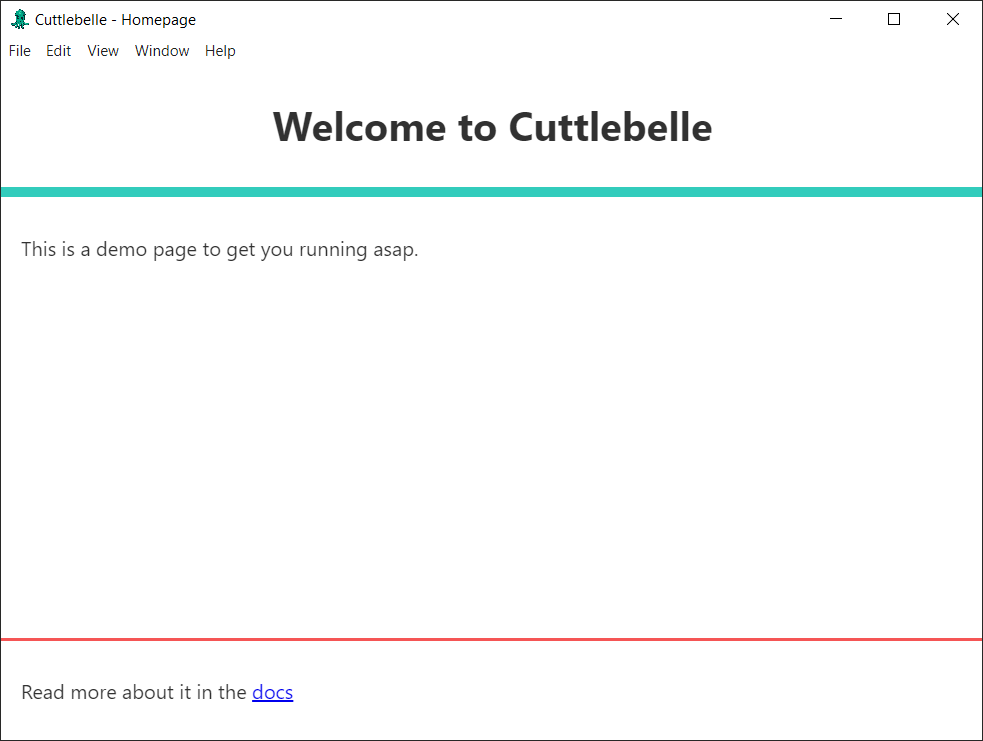 Cuttlebelle - Homepage
File Edit View Window Help
Welcome to Cuttlebelle
This is a demo page to get you running asap.
Read more about it in the docs